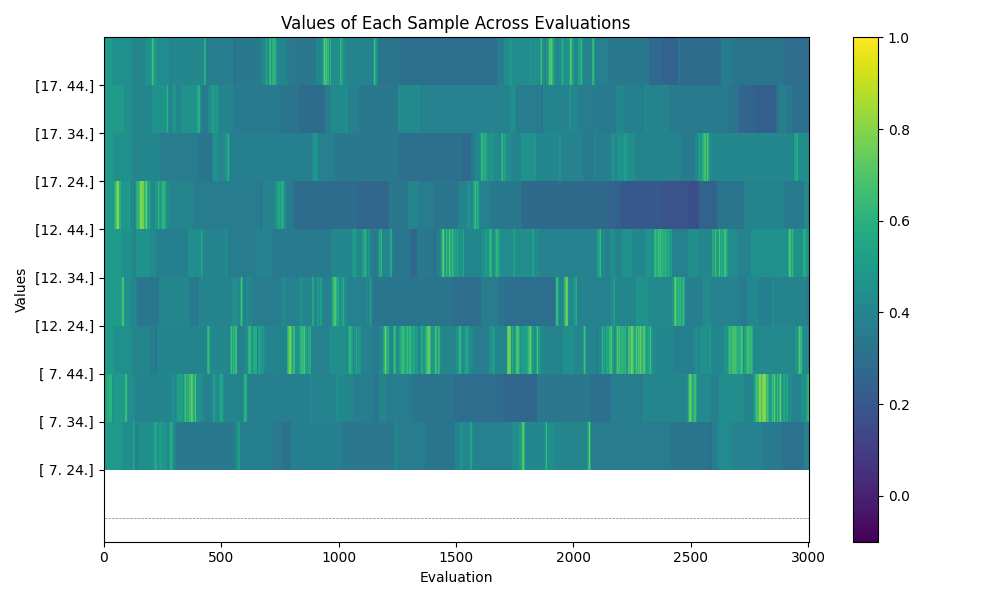 Values of Each Sample Across Evaluations
1.0
[17. 44.]
[17. 34.]
0.8
[17. 24.]
[12. 44.]
0.6
[12. 34.]
Values
0.4
[12. 24.]
[ 7. 44.]
0.2
[ 7. 34.]
[ 7. 24.]
0.0
0 500 1000 1500 2000 2500 3000
Evaluation